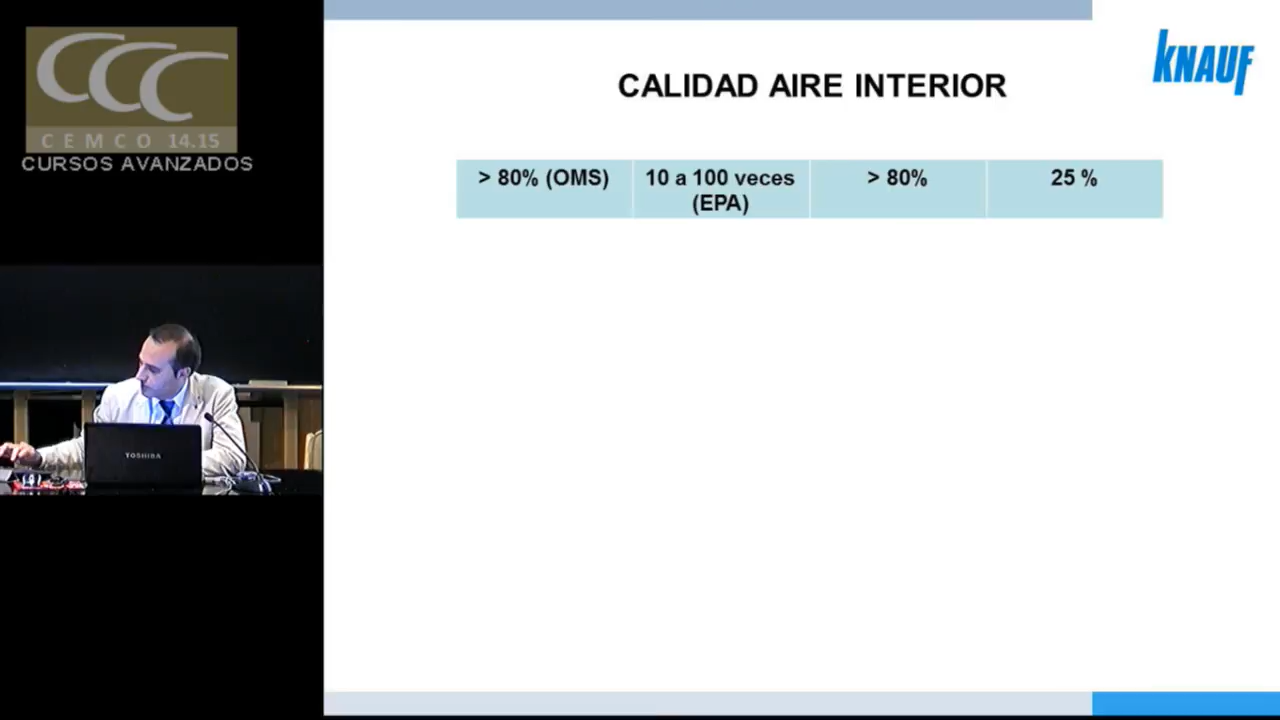 CCC
CEMCO 14.15
CURSOS AVANZADOS
KNAUF
CALIDAD AIRE INTERIOR
> 80% (OMS)
10 a 100 veces
(EPA)
> 80%
25 %
TOSHIBA